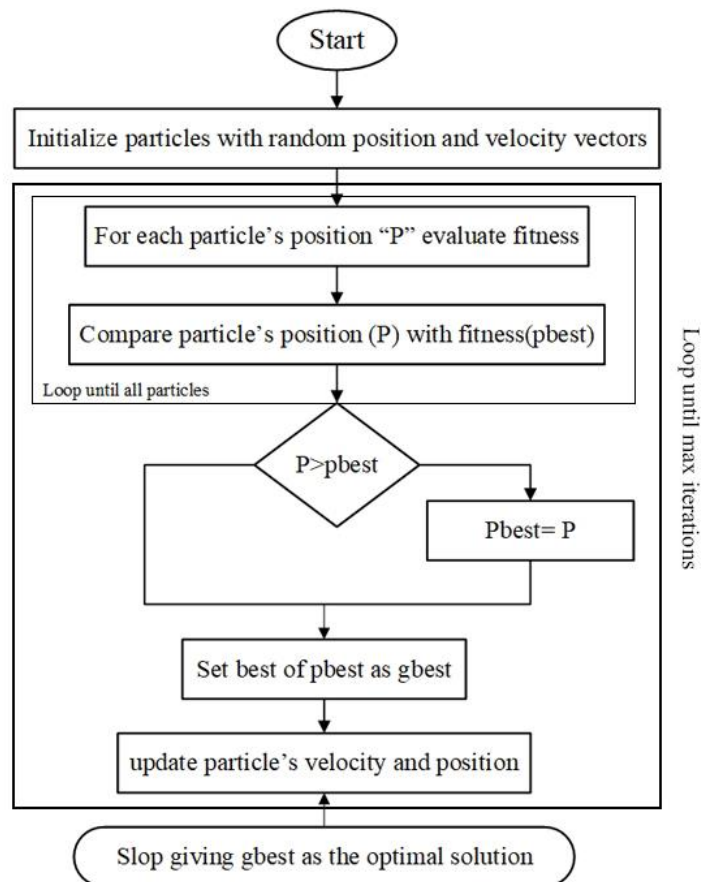 Start
Initialize particles with random position and velocity vectors
For each particle's position “P” evaluate fitness
Compare particle's position (P) with fitness(pbest)
Loop until all particles
P>pbest
Pbest= P
Set best of pbest as gbest
update particle's velocity and position
Loop until max iterations
Slop giving gbest as the optimal solution